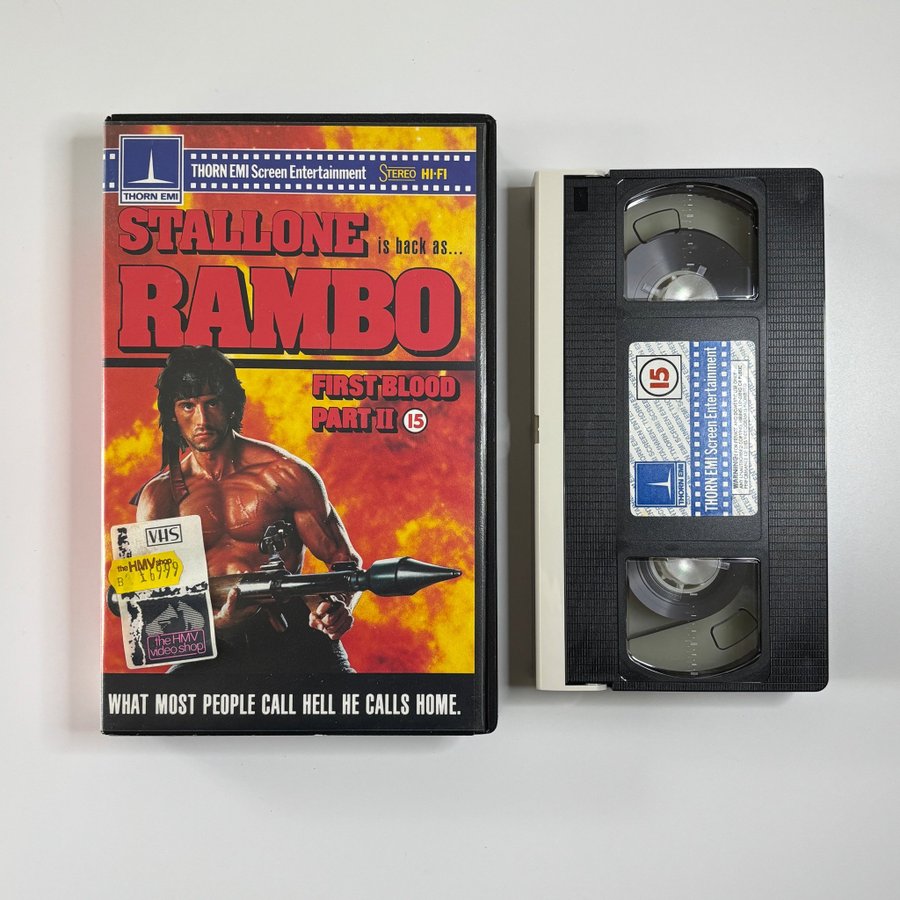 THORN EMI
THORN EMI Screen Entertainment STEREO HI-FI
STALLONE is back as...
RAMBO
FIRST BLOOD
PART II 15
VHS
the HMV shop
B 16999
the HMV
video shop
WHAT MOST PEOPLE CALL HELL HE CALLS HOME.
15
THORN EMI
THORN EMI Screen Entertainment
WARNING: